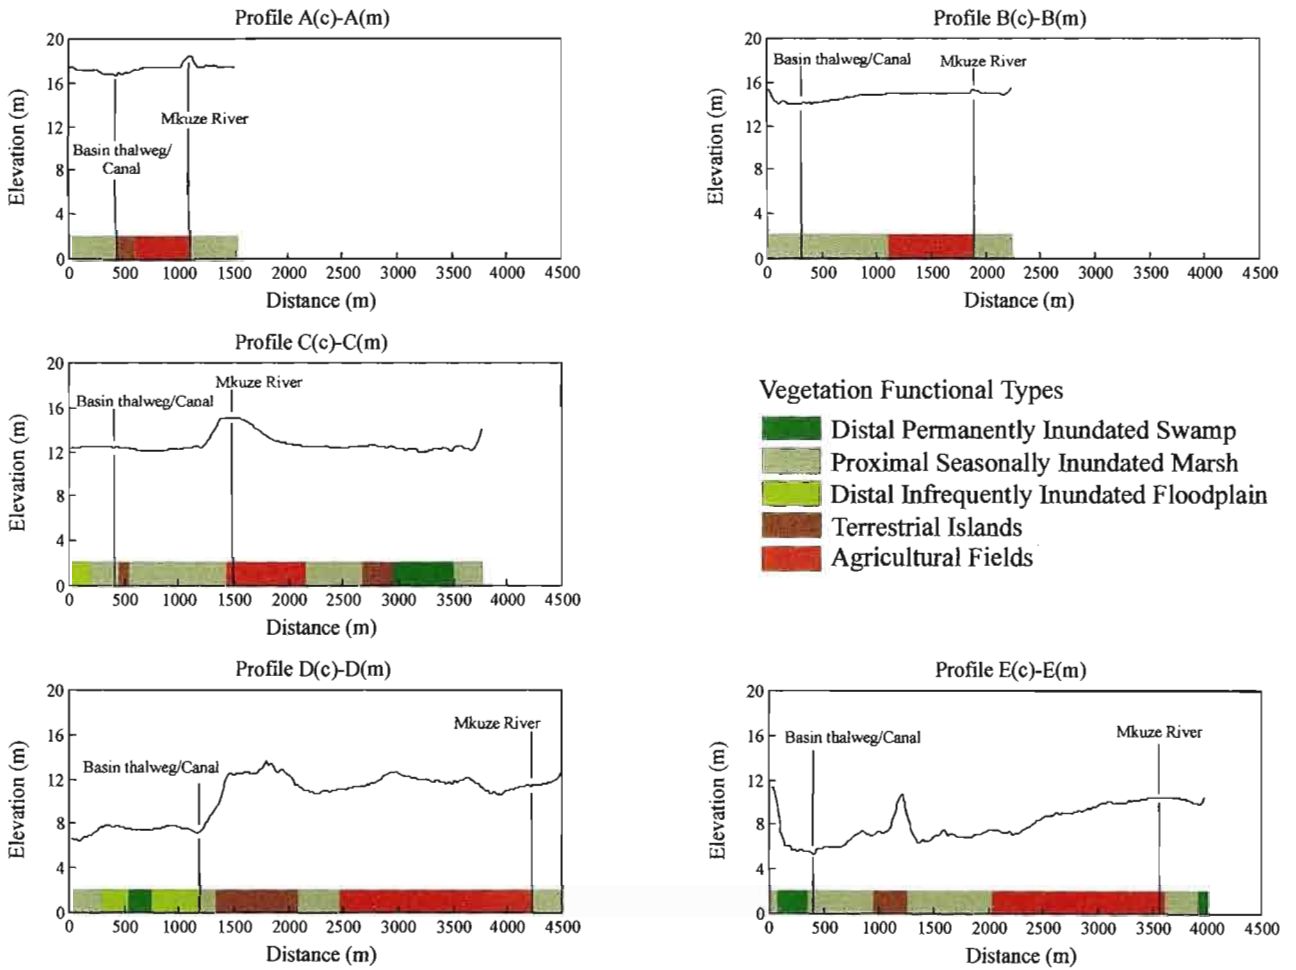 Profile A(c)-A(m)
20
16
12
8
4
0
Elevation (m)
Mkuze River
Basin thalweg/
Canal
0 500 1000 1500 2000 2500 3000 3500 4000 4500
Distance (m)
Profile B(c)-B(m)
20
16
12
8
4
0
Elevation (m)
Basin thalweg/Canal
Mkuze River
0 500 1000 1500 2000 2500 3000 3500 4000 4500
Distance (m)
Profile C(c)-C(m)
20
16
12
8
4
0
Elevation (m)
Mkuze River
Basin thalweg/Canal
0 500 1000 1500 2000 2500 3000 3500 4000 4500
Distance (m)
Vegetation Functional Types
Distal Permanently Inundated Swamp
Proximal Seasonally Inundated Marsh
Distal Infrequently Inundated Floodplain
Terrestrial Islands
Agricultural Fields
Profile D(c)-D(m)
20
16
12
8
4
0
Elevation (m)
Mkuze River
Basin thalweg/Canal
0 500 1000 1500 2000 2500 3000 3500 4000 4500
Distance (m)
Profile E(c)-E(m)
20
16
12
8
4
0
Elevation (m)
Mkuze River
Basin thalweg/Canal
0 500 1000 1500 2000 2500 3000 3500 4000 4500
Distance (m)